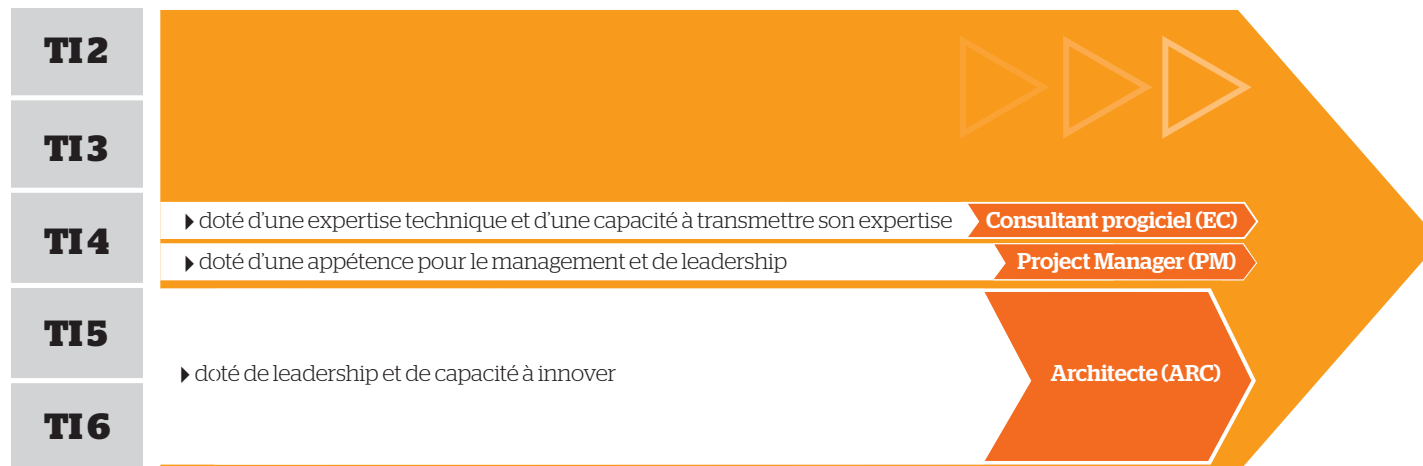 TI2
TI3
TI4
doté d'une expertise technique et d'une capacité à transmettre son expertise Consultant progiciel (EC)
doté d'une appétence pour le management et de leadership Project Manager (PM)
TI5
doté de leadership et de capacité à innover Architecte (ARC)
TI6